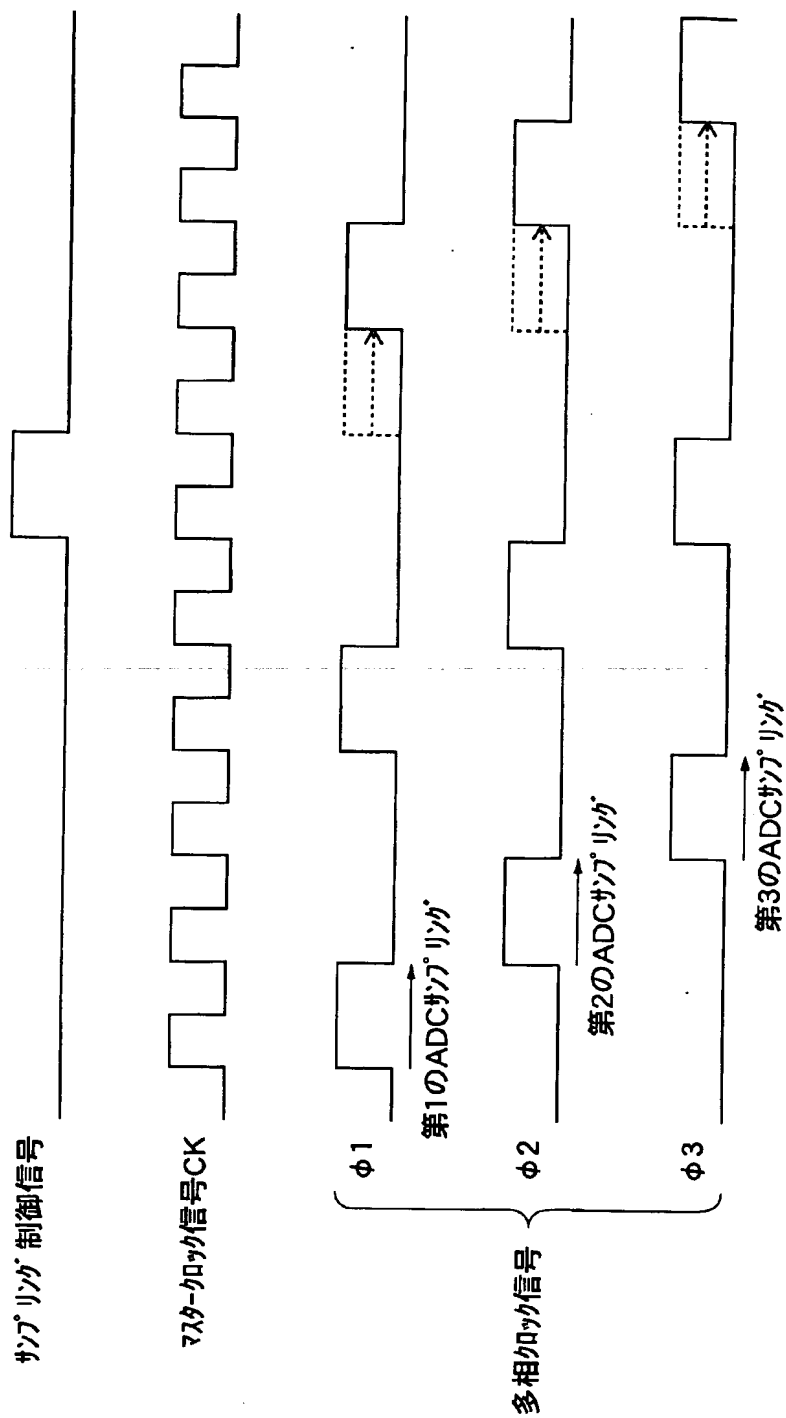 サンプリング制御信号
マスタークロック信号CK
多相クロック信号
φ1
第1のADCサンプリング
φ2
第2のADCサンプリング
φ3
第3のADCサンプリング